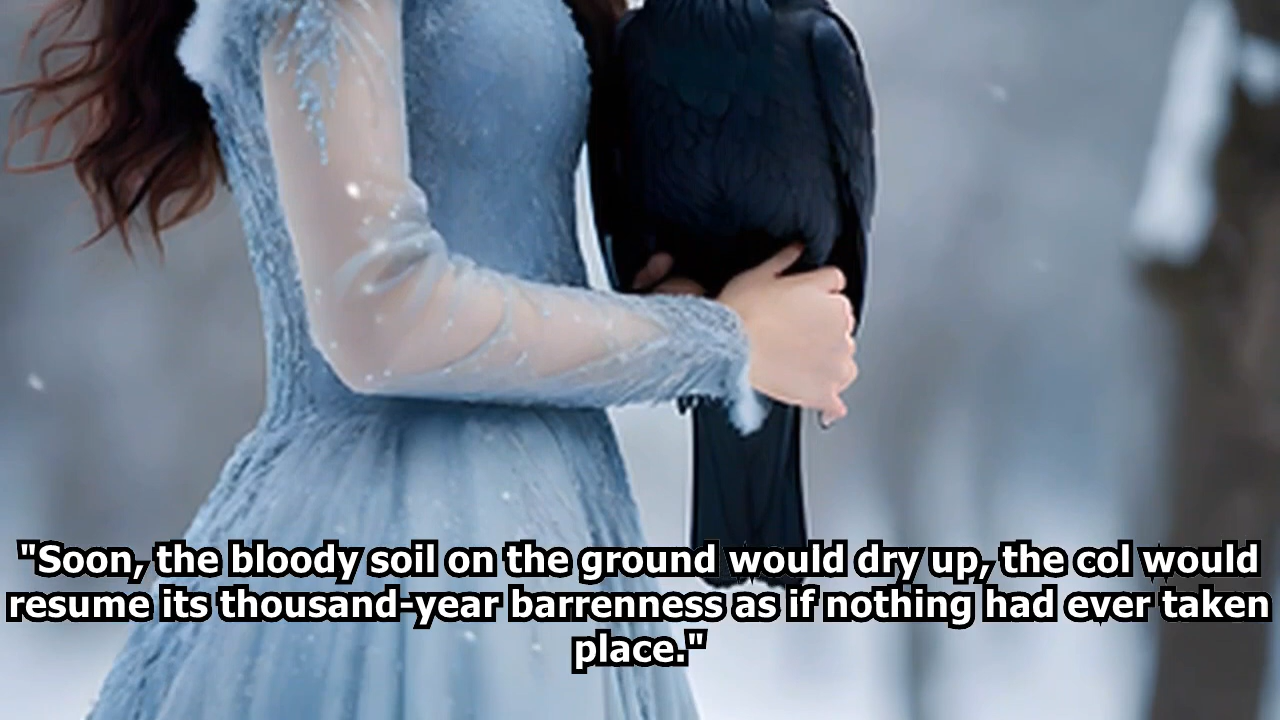 "Soon, the bloody soil on the ground would dry up, the col would
resume its thousand-year barrenness as if nothing had ever taken
place."